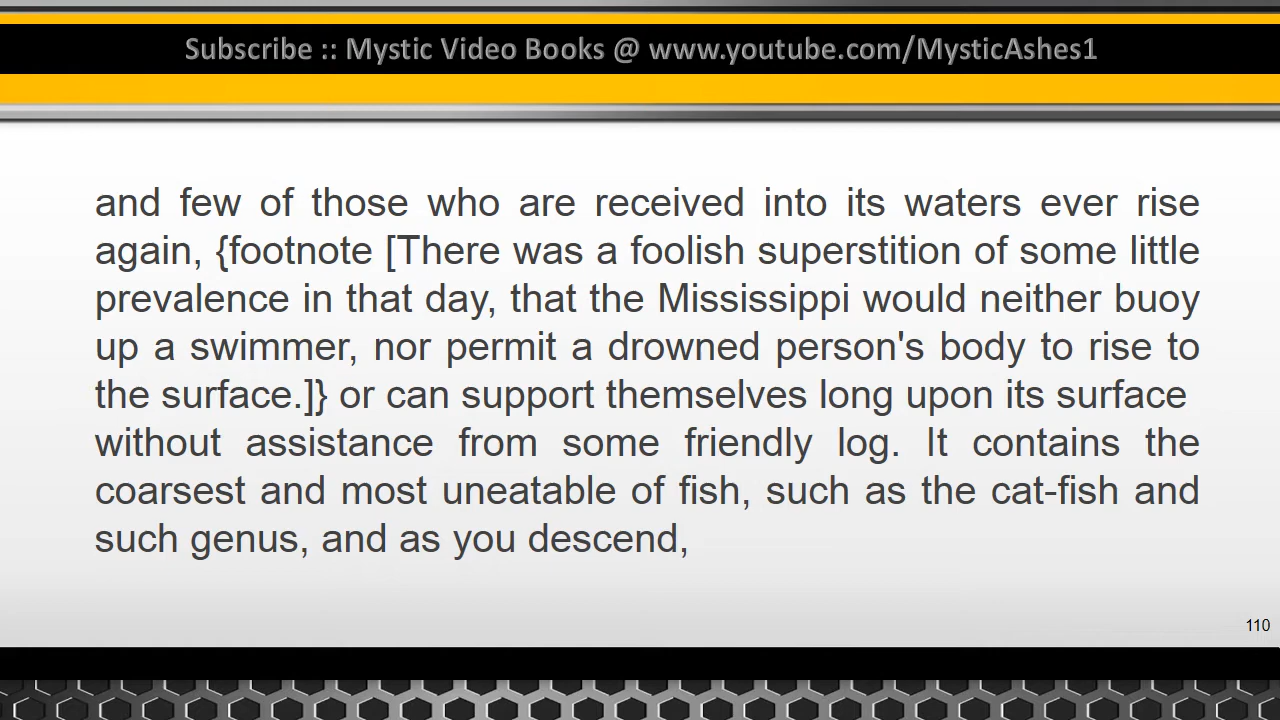 Subscribe :: Mystic Video Books @ www.youtube.com/MysticAshes1
and few of those who are received into its waters ever rise
again, {footnote [There was a foolish superstition of some little
prevalence in that day, that the Mississippi would neither buoy
up a swimmer, nor permit a drowned person's body to rise to
the surface.]} or can support themselves long upon its surface
without assistance from some friendly log. It contains the
coarsest and most uneatable of fish, such as the cat-fish and
such genus, and as you descend,
110